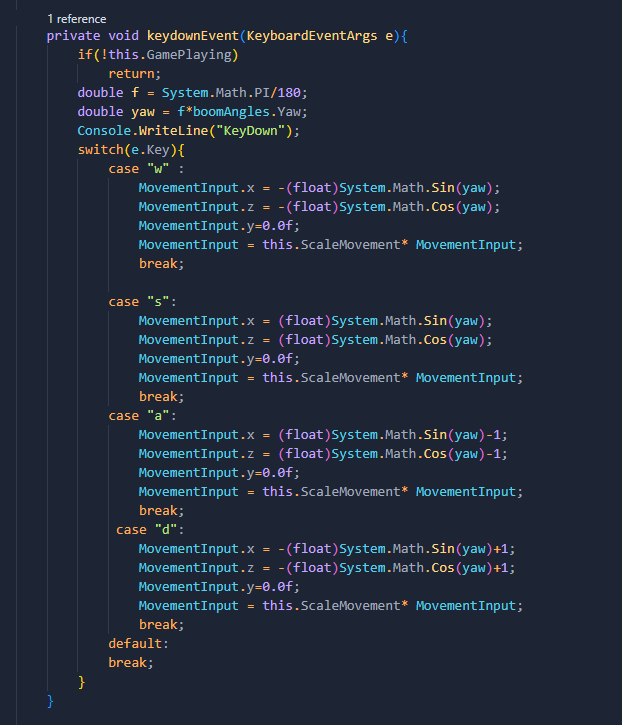 1 reference
private void keydownEvent(KeyboardEventArgs e){
if(!this.GamePlaying)
return;
double f = System.Math.PI/180;
double yaw = f*boomAngles.Yaw;
Console.WriteLine("KeyDown");
switch(e.Key){
case "w" :
MovementInput.x = -(float)System.Math.Sin(yaw);
MovementInput.z = -(float)System.Math.Cos(yaw);
MovementInput.y=0.0f;
MovementInput = this.ScaleMovement* MovementInput;
break;
case "s":
MovementInput.x = (float)System.Math.Sin(yaw);
MovementInput.z = (float)System.Math.Cos(yaw);
MovementInput.y=0.0f;
MovementInput = this.ScaleMovement* MovementInput;
break;
case "a":
MovementInput.x = (float)System.Math.Sin(yaw)-1;
MovementInput.z = (float)System.Math.Cos(yaw)-1;
MovementInput.y=0.0f;
MovementInput = this.ScaleMovement* MovementInput;
break;
case "d":
MovementInput.x = -(float)System.Math.Sin(yaw)+1;
MovementInput.z = -(float)System.Math.Cos(yaw)+1;
MovementInput.y=0.0f;
MovementInput = this.ScaleMovement* MovementInput;
break;
default:
break;
}
}